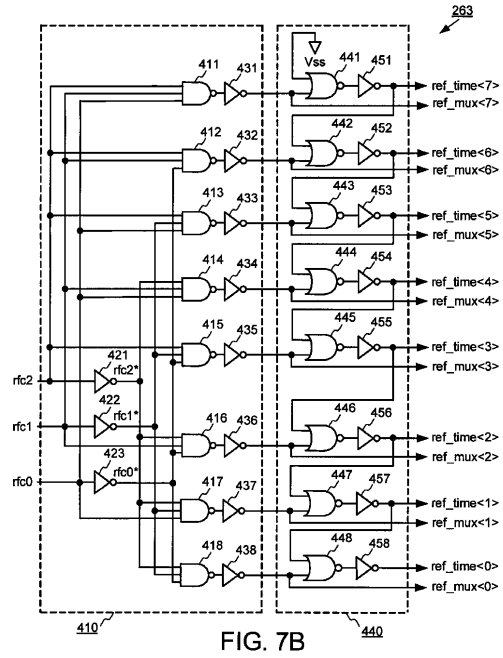 263
411 431
Vss
441 451
ref_time<7>
ref_mux<7>
412 432
442 452
ref_time<6>
ref_mux<6>
413 433
443 453
ref_time<5>
ref_mux<5>
414 434
444 454
ref_time<4>
ref_mux<4>
415 435
445 455
ref_time<3>
ref_mux<3>
421
rfc2 rfc2*
422
rfc1 rfc1*
416 436
446 456
ref_time<2>
ref_mux<2>
423
rfc0 rfc0*
417 437
447 457
ref_time<1>
ref_mux<1>
418 438
448 458
ref_time<0>
ref_mux<0>
410 440
FIG. 7B